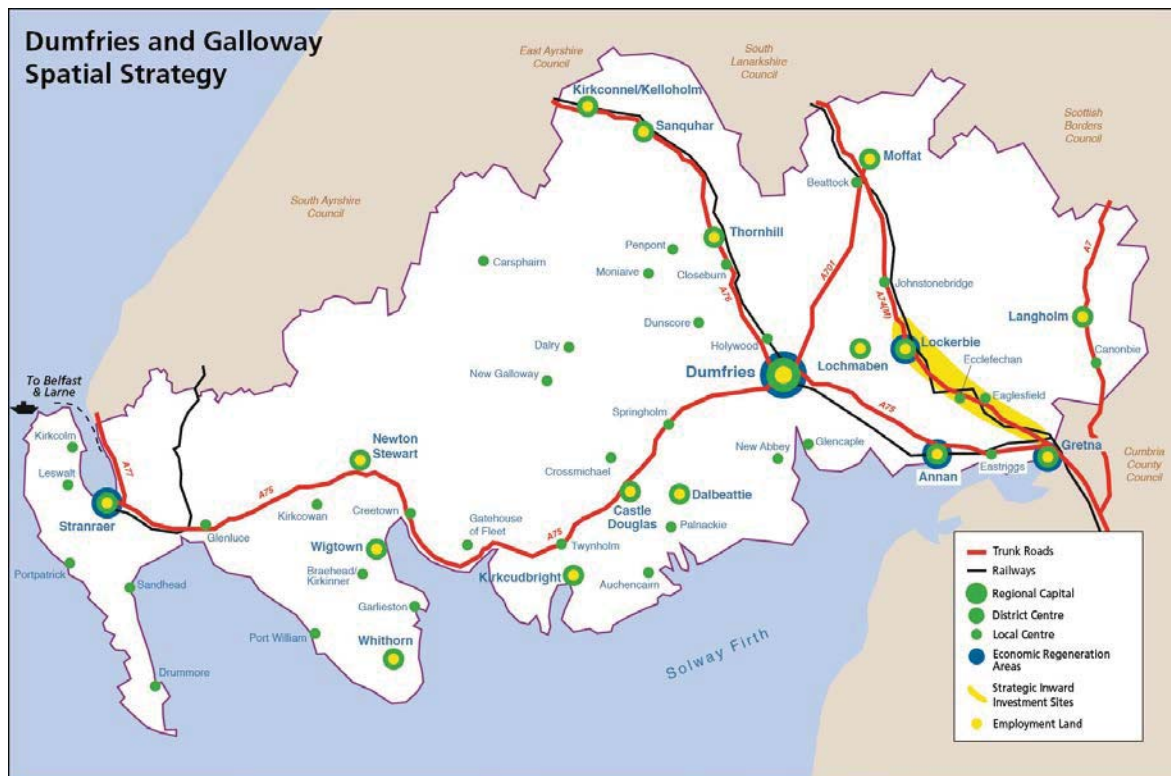 Dumfries and Galloway
Spatial Strategy
East Ayrshire
Council
South
Lanarkshire
Council
Scottish
Borders
Council
South Ayrshire
Council
Cumbria
County
Council
Kirkconnel/Kelloholm
Sanquhar
Moffat
Beattock
Thornhill
Penpont
Moniaive
Closeburn
Carsphairn
A701
A76
A74(M)
A7
Johnstonebridge
Langholm
Canonbie
Dunscore
Holywood
Dalry
New Galloway
Lochmaben
Lockerbie
Ecclefechan
Eaglesfield
Dumfries
To Belfast
& Larne
Kirkcolm
Leswalt
A77
Stranraer
Portpatrick
Sandhead
Drummore
Glenluce
A75
Newton
Stewart
Kirkcowan
Creetown
Wigtown
Braehead/
Kirkinner
Garlieston
Port William
Whithorn
Gatehouse
of Fleet
A75
Twynholm
Kirkcudbright
Springholm
Crossmichael
Castle
Douglas
Dalbeattie
Palnackie
Auchencairn
New Abbey
Glencaple
A75
Annan
Eastriggs
Gretna
Solway Firth
Trunk Roads
Railways
Regional Capital
District Centre
Local Centre
Economic Regeneration
Areas
Strategic Inward
Investment Sites
Employment Land